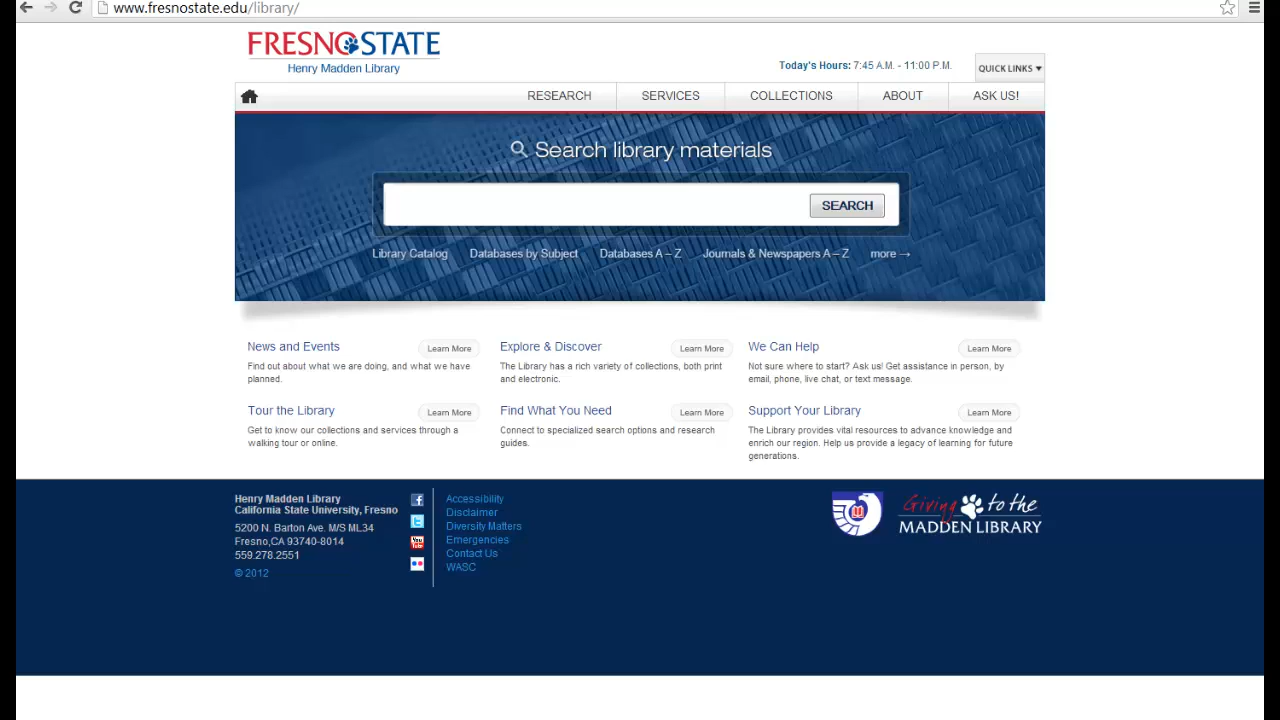 www.fresnostate.edu/library/
FRESNO STATE
Henry Madden Library
Today's Hours: 7:45 A.M. - 11:00 P.M.
QUICK LINKS
RESEARCH SERVICES COLLECTIONS ABOUT ASK US!
Search library materials
SEARCH
Library Catalog Databases by Subject Databases A – Z Journals & Newspapers A – Z more →
News and Events Learn More
Find out about what we are doing, and what we have
planned.
Explore & Discover Learn More
The Library has a rich variety of collections, both print
and electronic.
We Can Help Learn More
Not sure where to start? Ask us! Get assistance in person, by
email, phone, live chat, or text message.
Tour the Library Learn More
Get to know our collections and services through a
walking tour or online.
Find What You Need Learn More
Connect to specialized search options and research
guides.
Support Your Library Learn More
The Library provides vital resources to advance knowledge and
enrich our region. Help us provide a legacy of learning for future
generations.
Henry Madden Library
California State University, Fresno
5200 N. Barton Ave. M/S ML34
Fresno,CA 93740-8014
559.278.2551
© 2012
f
t
You Tube
Accessibility
Disclaimer
Diversity Matters
Emergencies
Contact Us
WASC
Giving to the
MADDEN LIBRARY